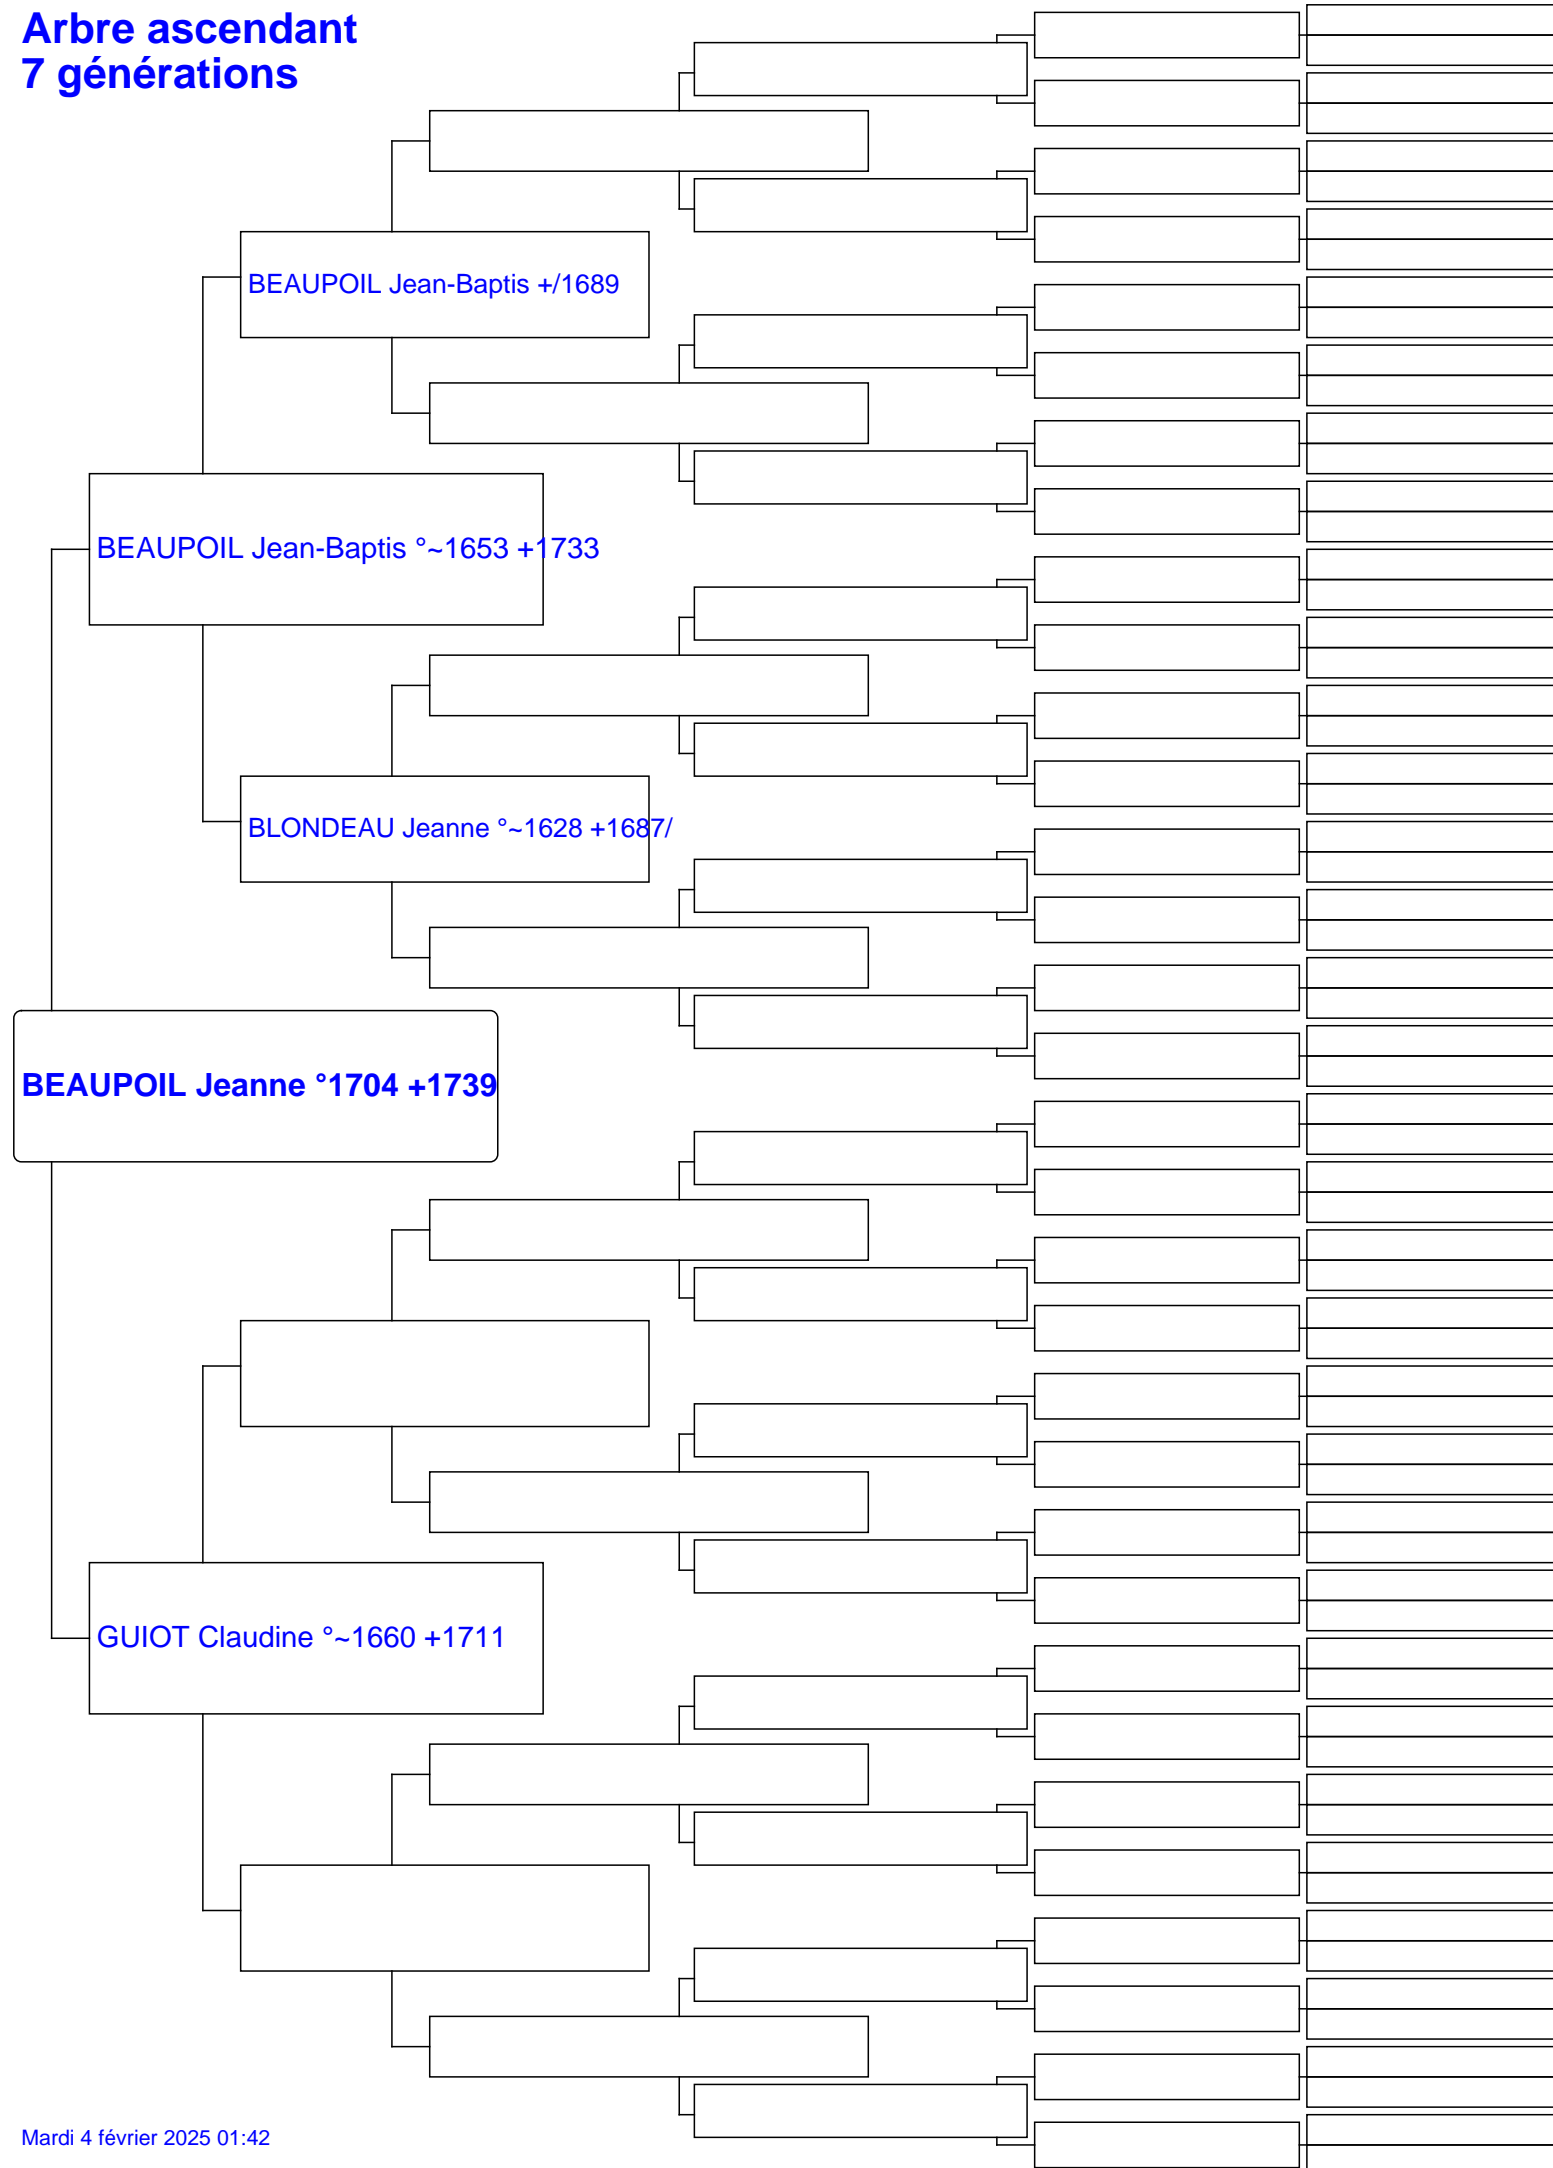 Arbre ascendant
7 générations
BEAUPOIL Jean-Baptis +/1689
BEAUPOIL Jean-Baptis °~1653 +1733
BLONDEAU Jeanne °~1628 +1687/
BEAUPOIL Jeanne °1704 +1739
GUIOT Claudine °~1660 +1711
Mardi 4 février 2025 01:42